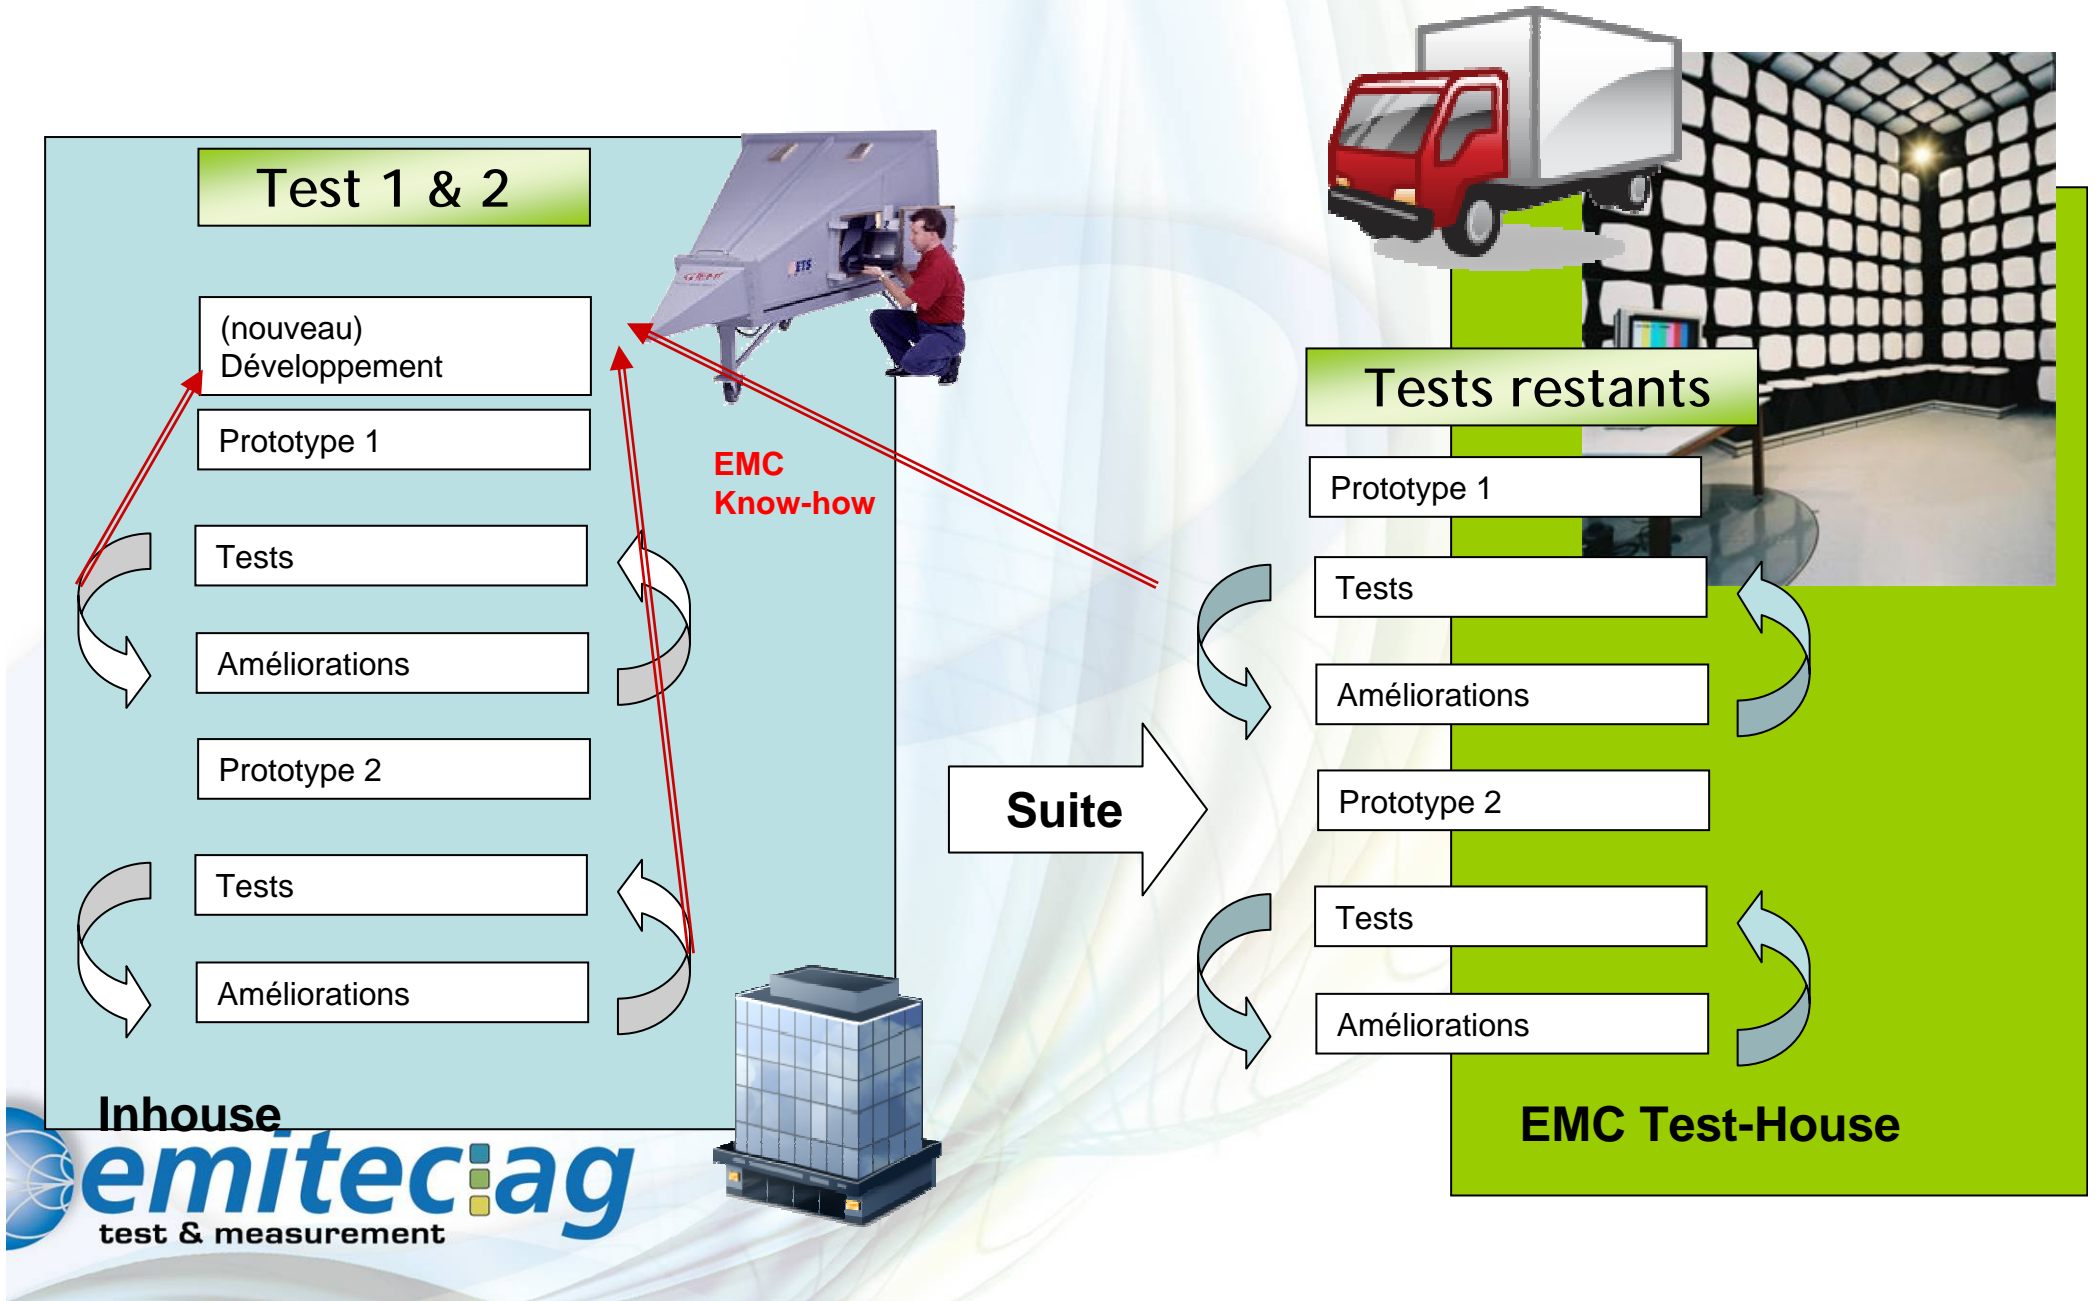 Test 1 & 2
(nouveau)
Développement
Prototype 1
Tests
Améliorations
Prototype 2
Tests
Améliorations
Inhouse
ETS
EMC
Know-how
Suite
Tests restants
Prototype 1
Tests
Améliorations
Prototype 2
Tests
Améliorations
EMC Test-House
emitec ag
test & measurement